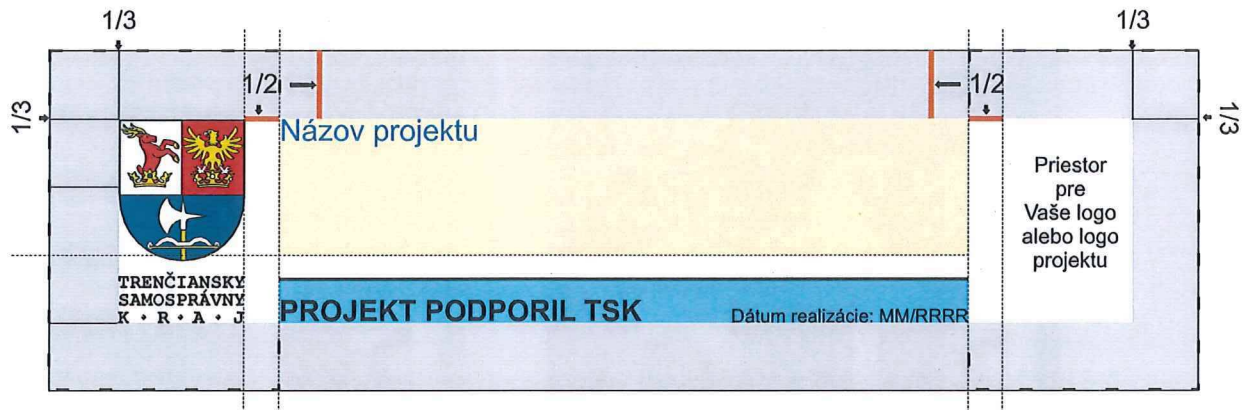 1/3
1/3
1/2
1/2
1/3
1/3
Názov projektu
Priestor
pre
Vaše logo
alebo logo
projektu
TRENČIANSKY
SAMOSPRÁVNY
K · R · A · J
PROJEKT PODPORIL TSK
Dátum realizácie: MM/RRRR